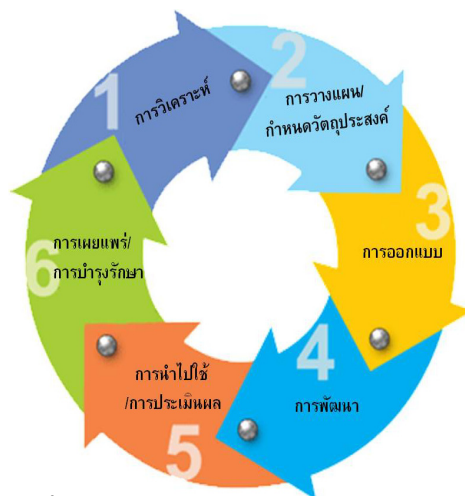 1
การวิเคราะห์
2
การวางแผน/
กำหนดวัตถุประสงค์
3
การออกแบบ
4
การพัฒนา
5
การนำไปใช้
/การประเมินผล
6
การเผยแพร่/
การบำรุงรักษา